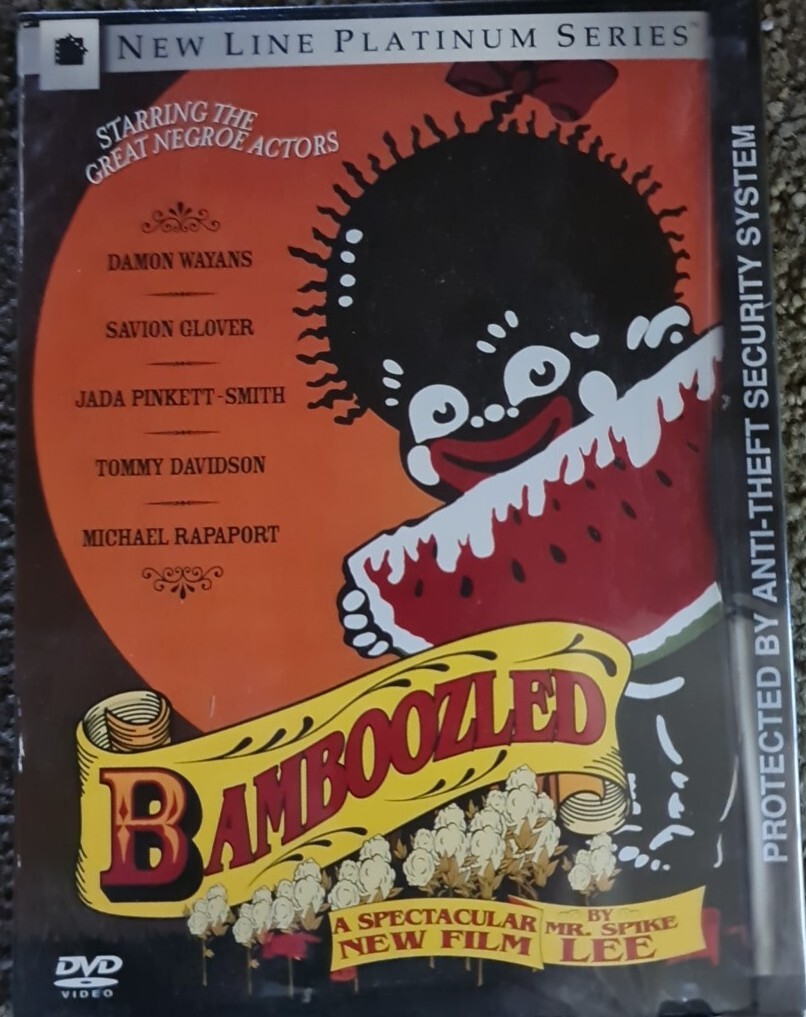 NEW LINE PLATINUM SERIES™
STARRING THE
GREAT NEGROE ACTORS
DAMON WAYANS
SAVION GLOVER
JADA PINKETT-SMITH
TOMMY DAVIDSON
MICHAEL RAPAPORT
BAMBOOZLED
A SPECTACULAR
NEW FILM
BY
MR. SPIKE
LEE
DVD
VIDEO
PROTECTED BY ANTI-THEFT SECURITY SYSTEM